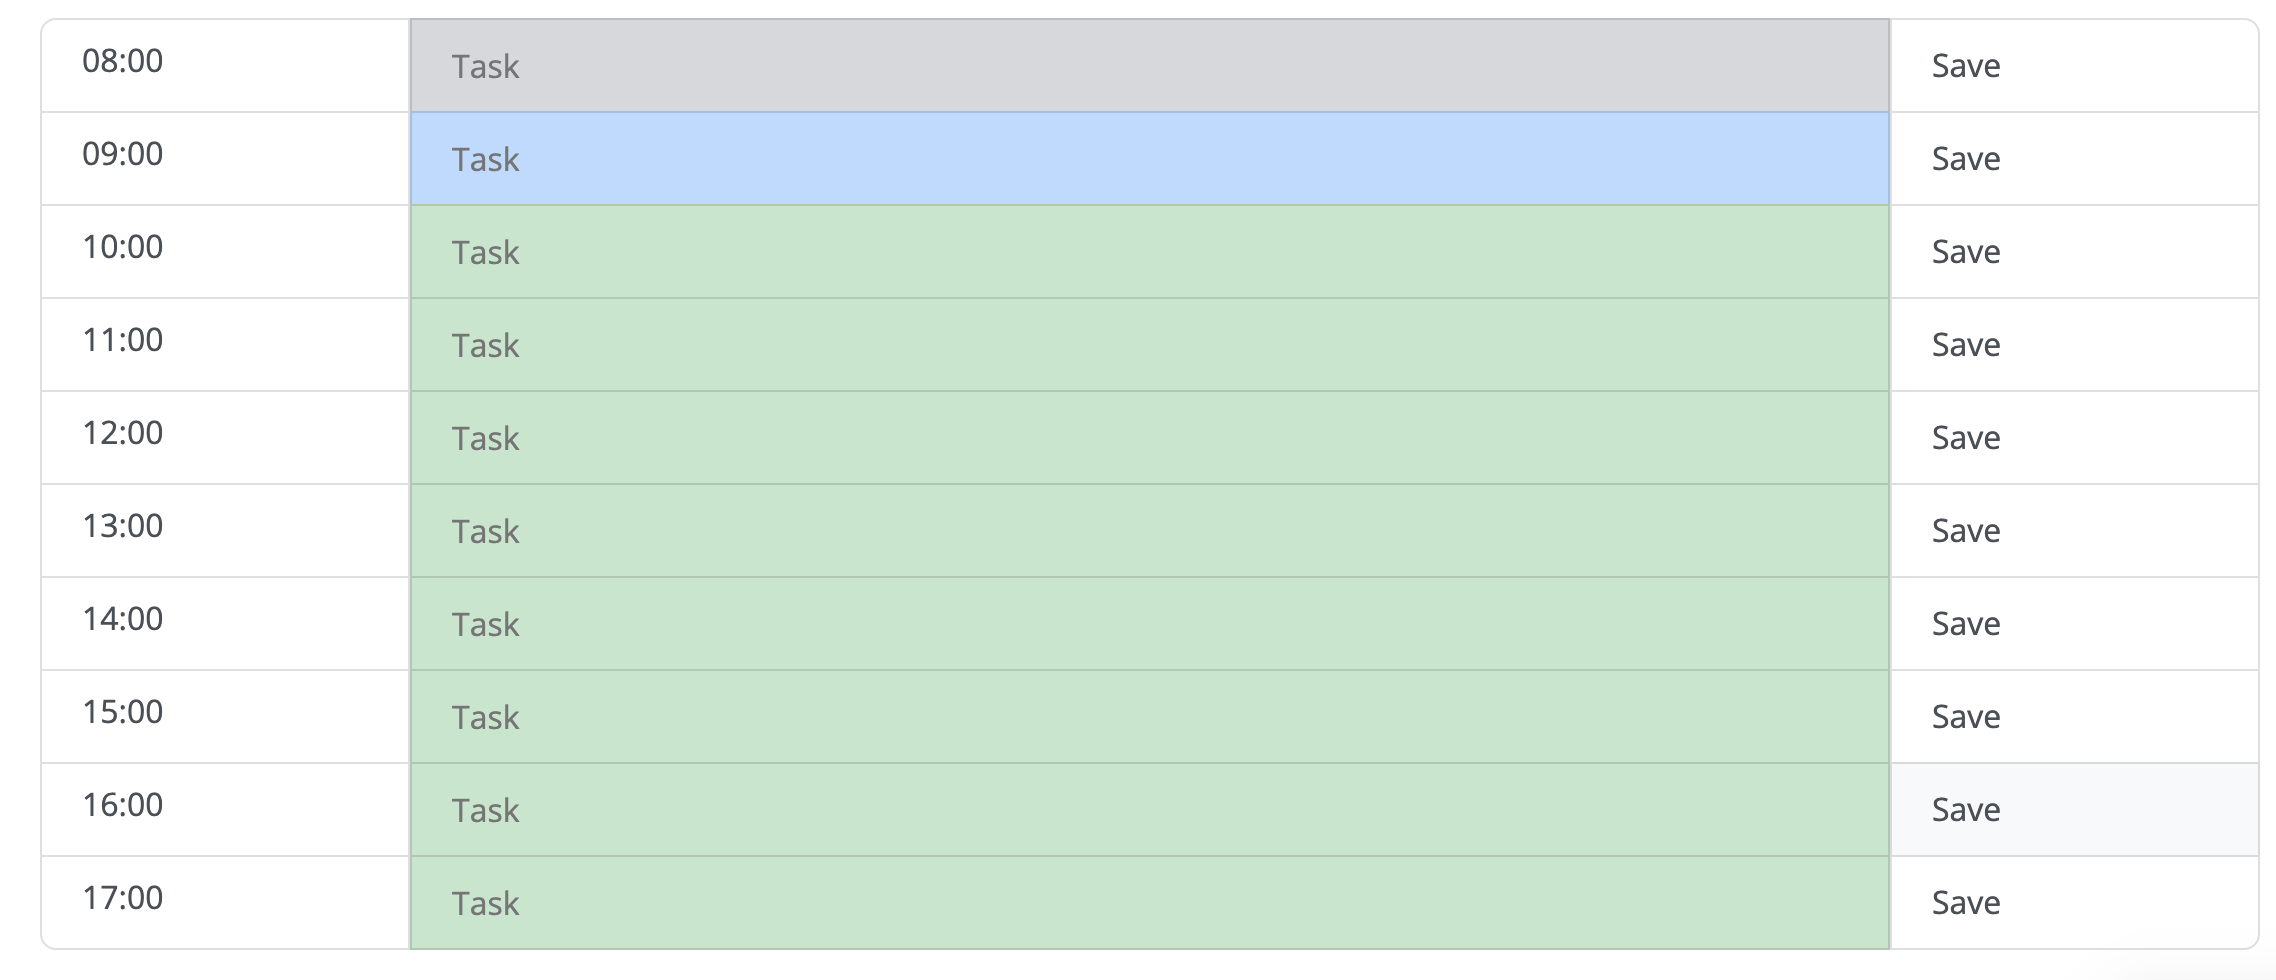 08:00 Task Save
09:00 Task Save
10:00 Task Save
11:00 Task Save
12:00 Task Save
13:00 Task Save
14:00 Task Save
15:00 Task Save
16:00 Task Save
17:00 Task Save